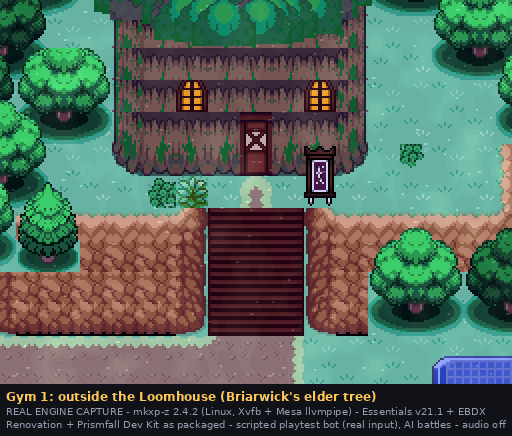 Gym 1: outside the Loomhouse (Briarwick's elder tree)
REAL ENGINE CAPTURE - mkxp-z 2.4.2 (Linux, Xvfb + Mesa llvmpipe) - Essentials v21.1 + EBDX
Renovation + Prismfall Dev Kit as packaged - scripted playtest bot (real input), AI battles - audio off